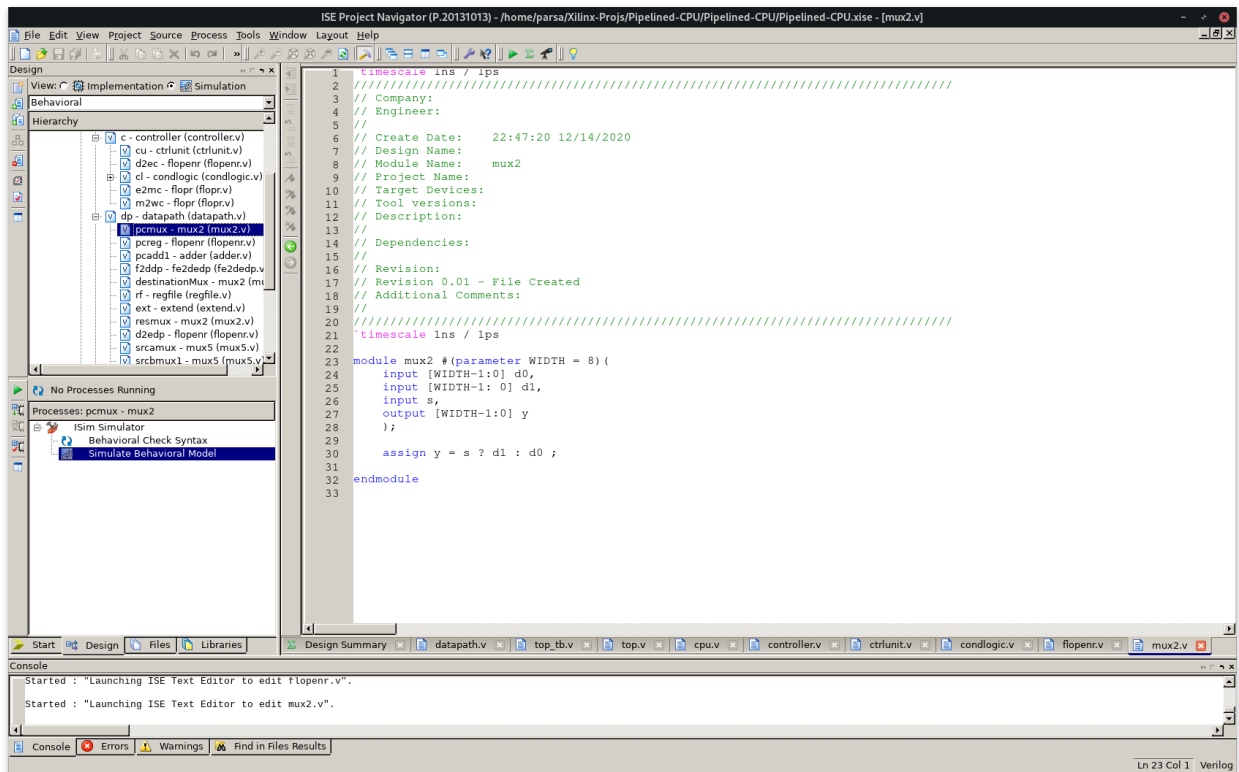 ISE Project Navigator (P.20131013) - /home/parsa/Xilinx-Projs/Pipelined-CPU/Pipelined-CPU/Pipelined-CPU.xise - [mux2.v]
File Edit View Project Source Process Tools Window Layout Help
Design
View: Implementation Simulation
Behavioral
Hierarchy
c - controller (controller.v)
cu - ctrlunit (ctrlunit.v)
d2ec - flopenr (flopenr.v)
cl - condlogic (condlogic.v)
e2mc - flopr (flopr.v)
m2wc - flopr (flopr.v)
dp - datapath (datapath.v)
pcmux - mux2 (mux2.v)
pcreg - flopenr (flopenr.v)
pcadd1 - adder (adder.v)
f2ddp - fe2dedp (fe2dedp.v
destinationMux - mux2 (mu
rf - regfile (regfile.v)
ext - extend (extend.v)
resmux - mux2 (mux2.v)
d2edp - flopenr (flopenr.v)
srcamux - mux5 (mux5.v)
srcbmux1 - mux5 (mux5.v)
No Processes Running
Processes: pcmux - mux2
ISim Simulator
Behavioral Check Syntax
Simulate Behavioral Model
Start Design Files Libraries
1 `timescale 1ns / 1ps
2 //////////////////////////////////////////////////////////////////////////////////
3 // Company:
4 // Engineer:
5 //
6 // Create Date:    22:47:20 12/14/2020
7 // Design Name:
8 // Module Name:    mux2
9 // Project Name:
10 // Target Devices:
11 // Tool versions:
12 // Description:
13 //
14 // Dependencies:
15 //
16 // Revision:
17 // Revision 0.01 - File Created
18 // Additional Comments:
19 //
20 //////////////////////////////////////////////////////////////////////////////////
21 `timescale 1ns / 1ps
22
23 module mux2 #(parameter WIDTH = 8)(
24     input [WIDTH-1:0] d0,
25     input [WIDTH-1: 0] d1,
26     input s,
27     output [WIDTH-1:0] y
28     );
29
30     assign y = s ? d1 : d0 ;
31
32 endmodule
33
Design Summary datapath.v top_tb.v top.v cpu.v controller.v ctrlunit.v condlogic.v flopenr.v mux2.v
Console
Started : "Launching ISE Text Editor to edit flopenr.v".
Started : "Launching ISE Text Editor to edit mux2.v".
Console Errors Warnings Find in Files Results
Ln 23 Col 1 Verilog